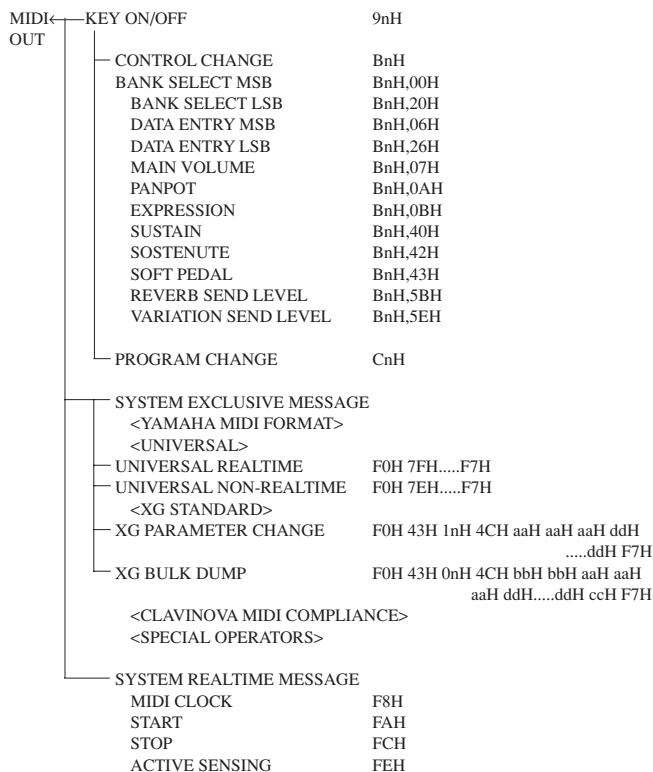 MIDI KEY ON/OFF 9nH
OUT
CONTROL CHANGE BnH
BANK SELECT MSB BnH,00H
BANK SELECT LSB BnH,20H
DATA ENTRY MSB BnH,06H
DATA ENTRY LSB BnH,26H
MAIN VOLUME BnH,07H
PANPOT BnH,0AH
EXPRESSION BnH,0BH
SUSTAIN BnH,40H
SOSTENUTE BnH,42H
SOFT PEDAL BnH,43H
REVERB SEND LEVEL BnH,5BH
VARIATION SEND LEVEL BnH,5EH
PROGRAM CHANGE CnH
SYSTEM EXCLUSIVE MESSAGE
<YAMAHA MIDI FORMAT>
<UNIVERSAL>
UNIVERSAL REALTIME F0H 7FH.....F7H
UNIVERSAL NON-REALTIME F0H 7EH.....F7H
<XG STANDARD>
XG PARAMETER CHANGE F0H 43H 1nH 4CH aaH aaH aaH ddH
.....ddH F7H
XG BULK DUMP F0H 43H 0nH 4CH bbH bbH aaH aaH
aaH ddH.....ddH ccH F7H
<CLAVINOVA MIDI COMPLIANCE>
<SPECIAL OPERATORS>
SYSTEM REALTIME MESSAGE
MIDI CLOCK F8H
START FAH
STOP FCH
ACTIVE SENSING FEH